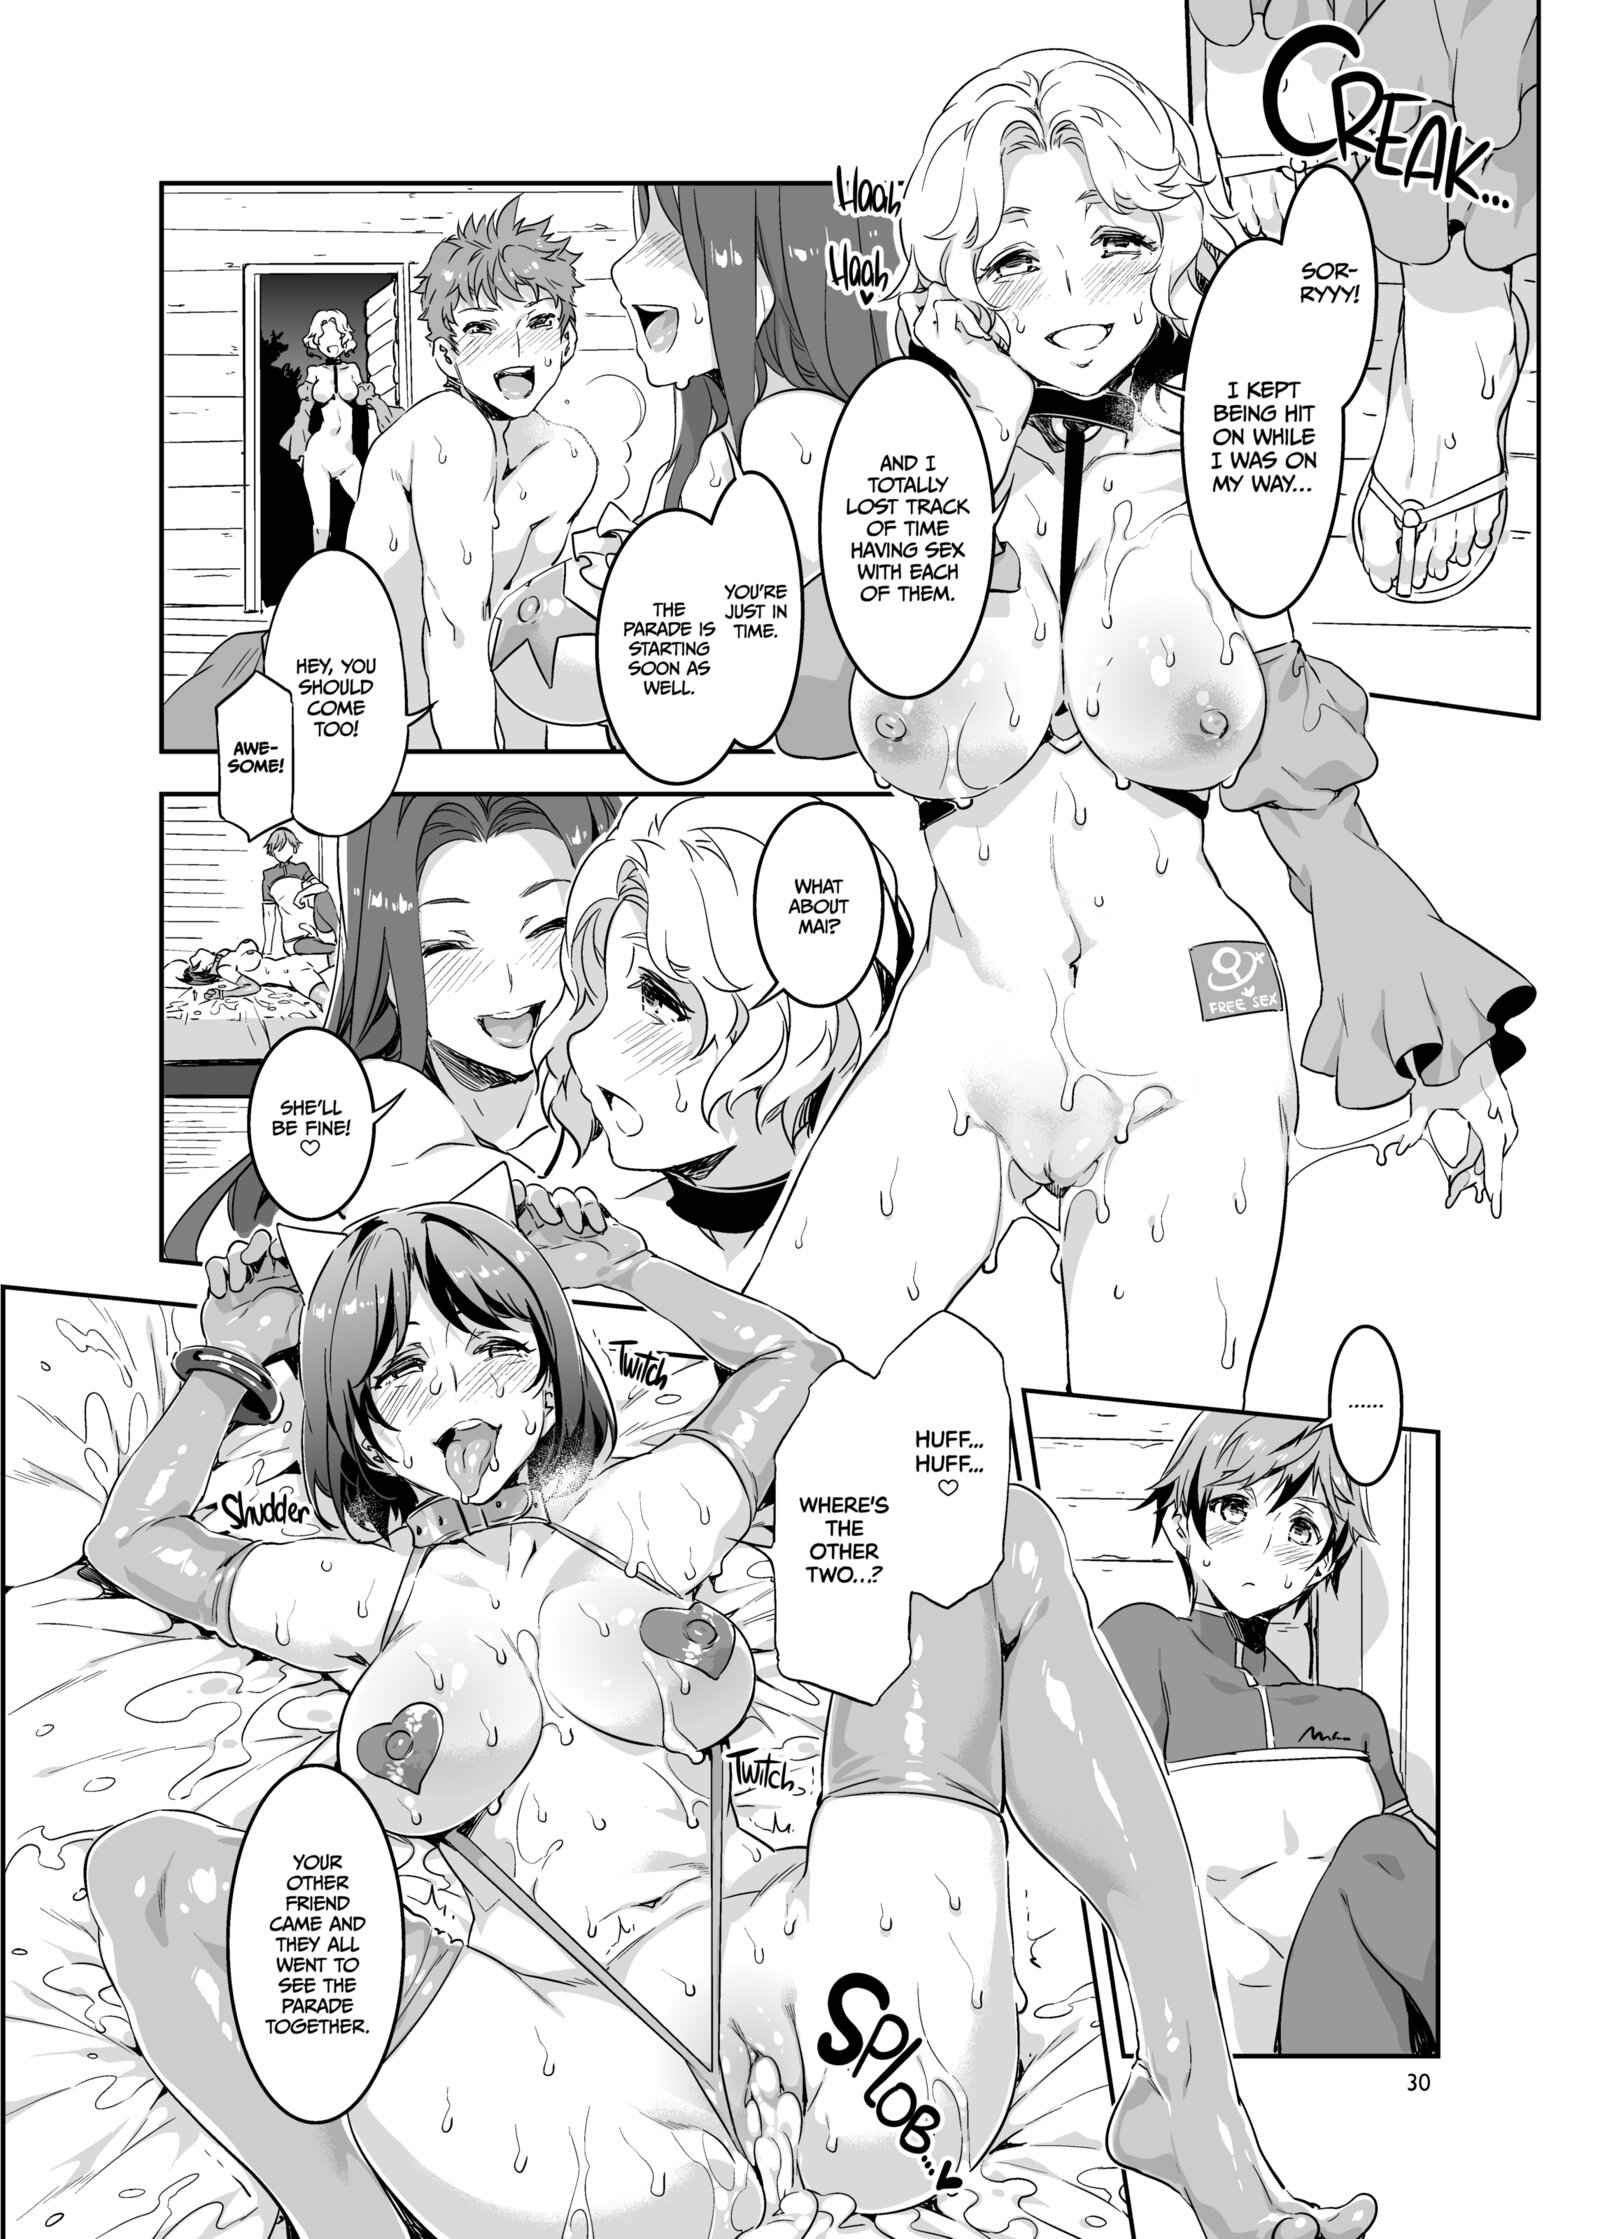 CREAK...
SOR-
RYYY!
I KEPT
BEING HIT
ON WHILE
I WAS ON
MY WAY...
Haah
Haah
AND I
TOTALLY
LOST TRACK
OF TIME
HAVING SEX
WITH EACH
OF THEM.
FREE SEX
YOU'RE
JUST IN
TIME.
THE
PARADE IS
STARTING
SOON AS
WELL.
HEY, YOU
SHOULD
COME
TOO!
AWE-
SOME!
WHAT
ABOUT
MAI?
SHE'LL
BE FINE!
♡
......
HUFF...
HUFF...
♡
WHERE'S
THE
OTHER
TWO...?
Twitch
Shudder
Twitch
YOUR
OTHER
FRIEND
CAME AND
THEY ALL
WENT TO
SEE THE
PARADE
TOGETHER.
SPLOB...
30